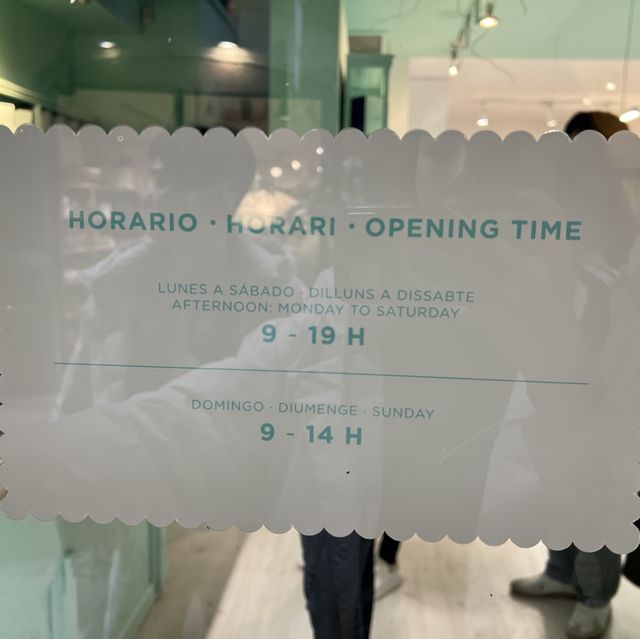 HORARIO · HORARI · OPENING TIME
LUNES A SÁBADO · DILLUNS A DISSABTE
AFTERNOON: MONDAY TO SATURDAY
9 - 19 H
DOMINGO · DIUMENGE · SUNDAY
9 - 14 H